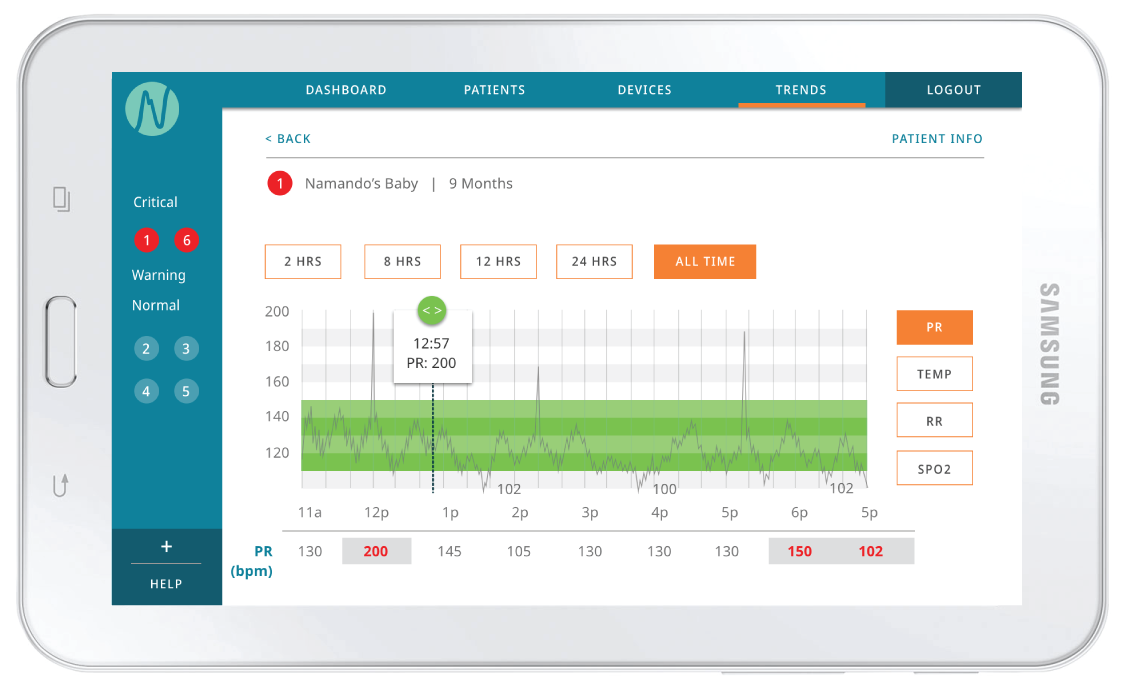 DASHBOARD PATIENTS DEVICES TRENDS LOGOUT
< BACK PATIENT INFO
1 Namando's Baby | 9 Months
Critical
1 6
Warning
Normal
2 3
4 5
+
HELP
2 HRS 8 HRS 12 HRS 24 HRS ALL TIME
200
180
160
140
120
< >
12:57
PR: 200
102 100 102
11a 12p 1p 2p 3p 4p 5p 6p 5p
PR 130 200 145 105 130 130 130 150 102
(bpm)
PR
TEMP
RR
SPO2
SAMSUNG